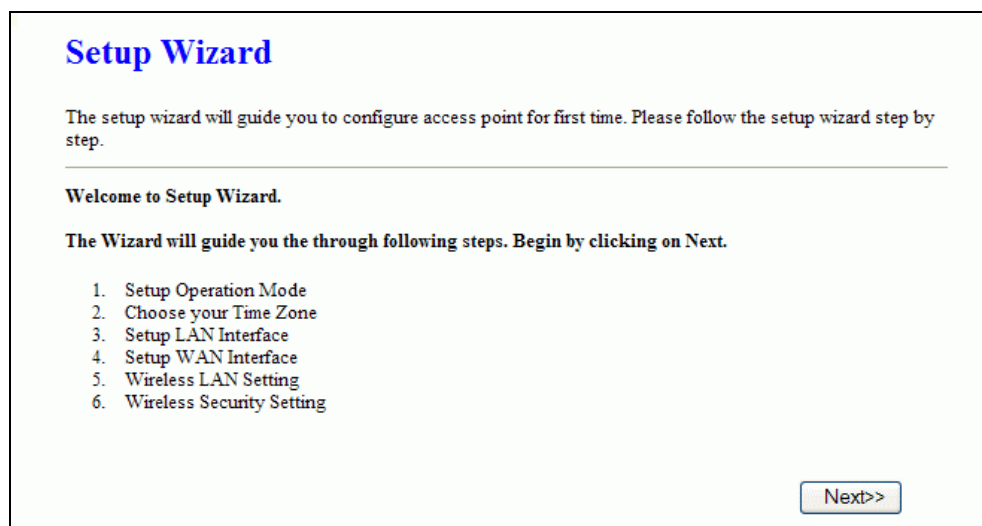 Setup Wizard
The setup wizard will guide you to configure access point for first time. Please follow the setup wizard step by
step.
Welcome to Setup Wizard.
The Wizard will guide you the through following steps. Begin by clicking on Next.
1. Setup Operation Mode
2. Choose your Time Zone
3. Setup LAN Interface
4. Setup WAN Interface
5. Wireless LAN Setting
6. Wireless Security Setting
Next>>